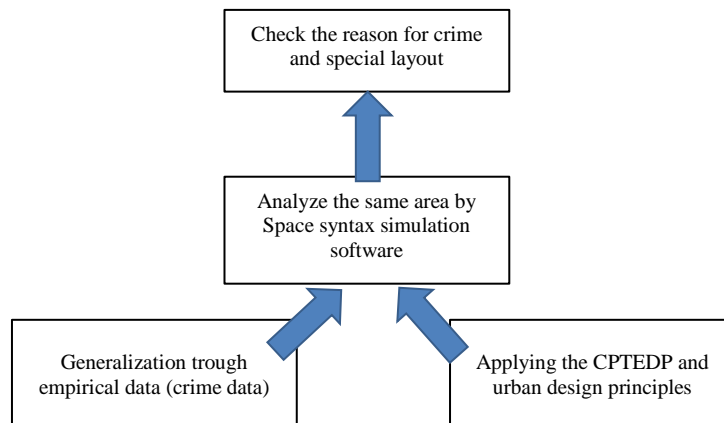 Check the reason for crime
and special layout
Analyze the same area by
Space syntax simulation
software
Generalization trough
empirical data (crime data)
Applying the CPTEDP and
urban design principles